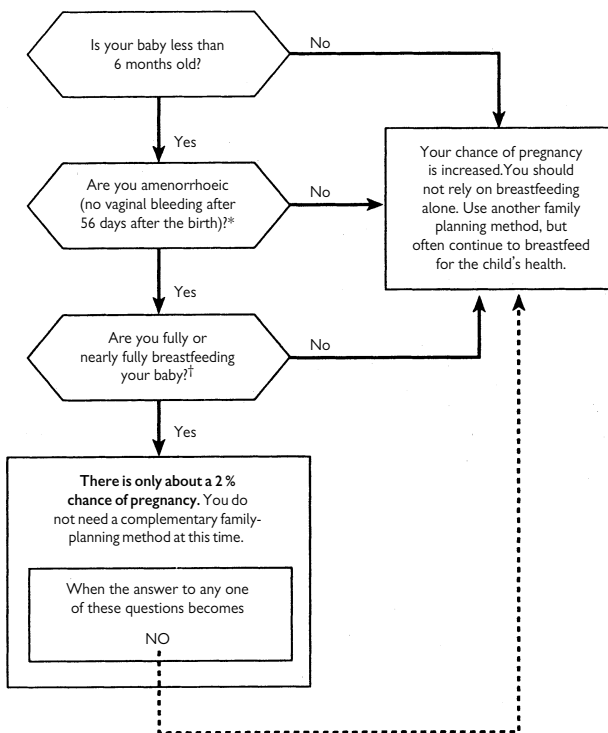 Is your baby less than
6 months old?
No
Yes
Are you amenorrhoeic
(no vaginal bleeding after
56 days after the birth)?*
No
Your chance of pregnancy
is increased.You should
not rely on breastfeeding
alone. Use another family
planning method, but
often continue to breastfeed
for the child's health.
Yes
Are you fully or
nearly fully breastfeeding
your baby?†
No
Yes
There is only about a 2 %
chance of pregnancy. You do
not need a complementary family-
planning method at this time.
When the answer to any one
of these questions becomes
NO